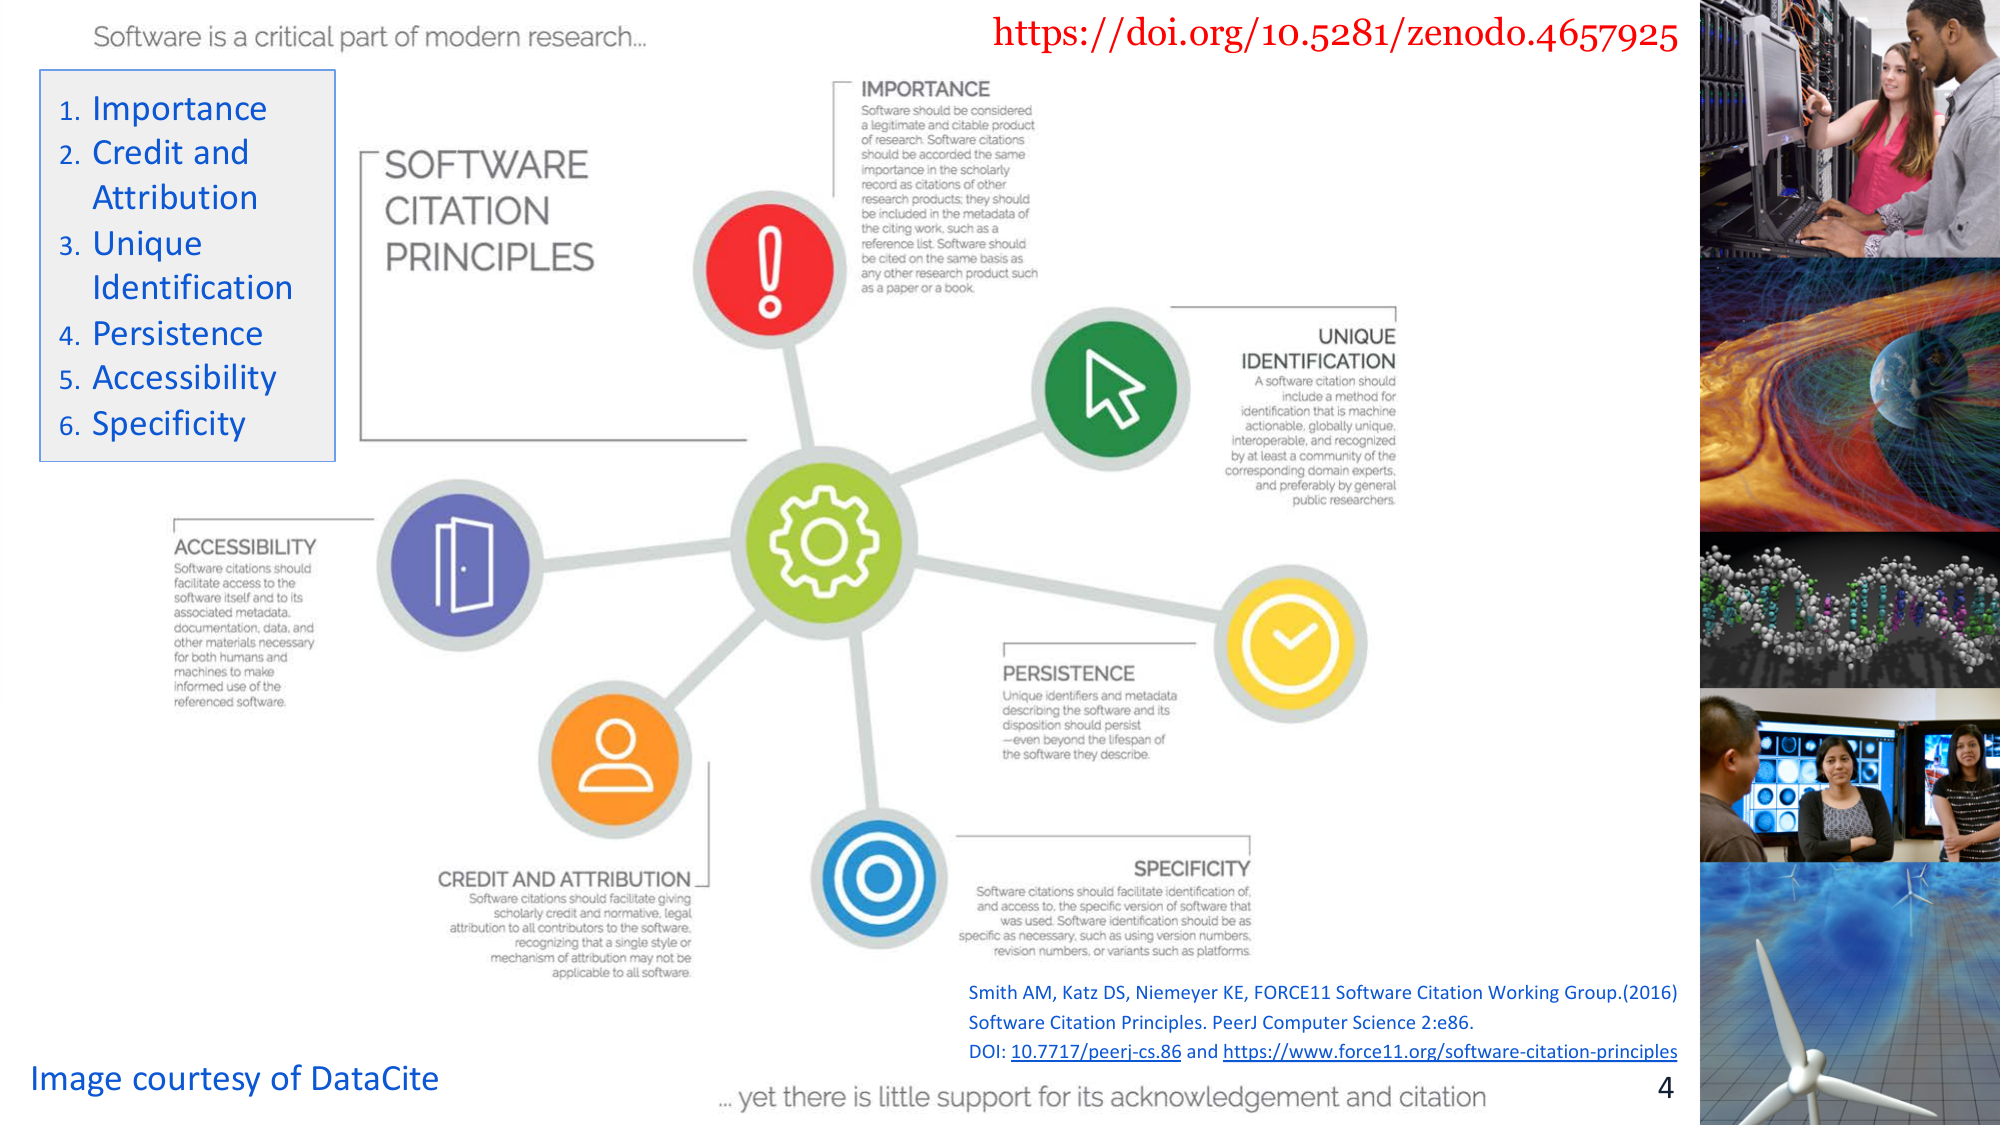 Software is a critical part of modern research...
https://doi.org/10.5281/zenodo.4657925
1. Importance
2. Credit and
Attribution
3. Unique
Identification
4. Persistence
5. Accessibility
6. Specificity
SOFTWARE
CITATION
PRINCIPLES
IMPORTANCE
Software should be considered
a legitimate and citable product
of research. Software citations
should be accorded the same
importance in the scholarly
record as citations of other
research products; they should
be included in the metadata of
the citing work, such as a
reference list. Software should
be cited on the same basis as
any other research product such
as a paper or a book.
UNIQUE
IDENTIFICATION
A software citation should
include a method for
identification that is machine
actionable, globally unique,
interoperable, and recognized
by at least a community of the
corresponding domain experts,
and preferably by general
public researchers.
ACCESSIBILITY
Software citations should
facilitate access to the
software itself and to its
associated metadata,
documentation, data, and
other materials necessary
for both humans and
machines to make
informed use of the
referenced software.
PERSISTENCE
Unique identifiers and metadata
describing the software and its
disposition should persist
—even beyond the lifespan of
the software they describe.
CREDIT AND ATTRIBUTION
Software citations should facilitate giving
scholarly credit and normative, legal
attribution to all contributors to the software,
recognizing that a single style or
mechanism of attribution may not be
applicable to all software.
SPECIFICITY
Software citations should facilitate identification of,
and access to, the specific version of software that
was used. Software identification should be as
specific as necessary, such as using version numbers,
revision numbers, or variants such as platforms.
Smith AM, Katz DS, Niemeyer KE, FORCE11 Software Citation Working Group.(2016)
Software Citation Principles. PeerJ Computer Science 2:e86.
DOI: 10.7717/peerj-cs.86 and https://www.force11.org/software-citation-principles
Image courtesy of DataCite
... yet there is little support for its acknowledgement and citation
4